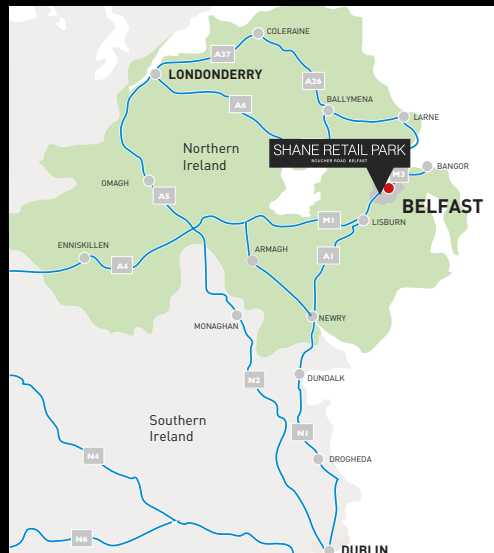 COLERAINE
A37
LONDONDERRY
A26
A6
BALLYMENA
LARNE
Northern
Ireland
SHANE RETAIL PARK
BOUCHER ROAD BELFAST
BANGOR
M3
OMAGH
A5
BELFAST
M1
LISBURN
ENNISKILLEN
A4
ARMAGH
A1
MONAGHAN
NEWRY
N2
DUNDALK
Southern
Ireland
N1
N4
DROGHEDA
N6
DUBLIN